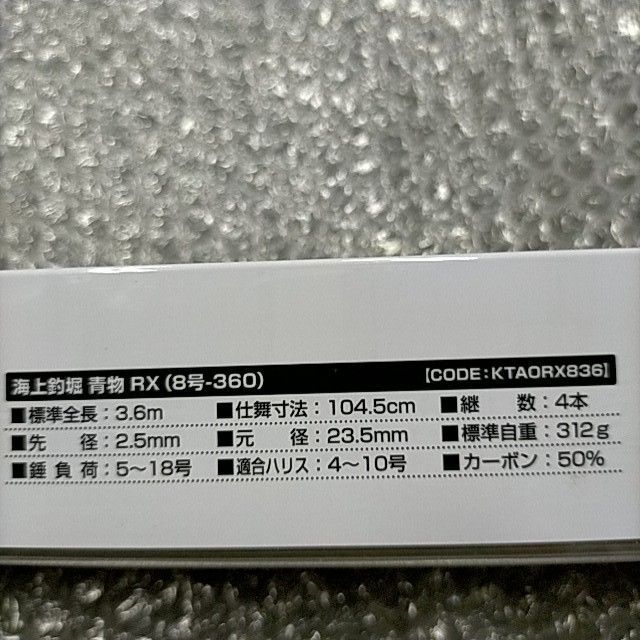 海上釣堀 青物 RX (8号-360) 【CODE:KTAORX836】
■標準全長:3.6m ■仕舞寸法:104.5cm ■継 数:4本
■先 径:2.5mm ■元 径:23.5mm ■標準自重:312g
■錘負荷:5〜18号 ■適合ハリス:4〜10号 ■カーボン:50%